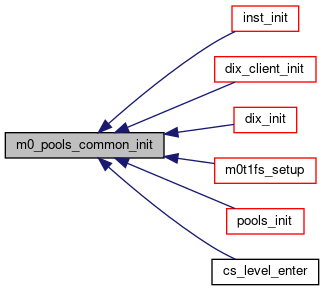 inst_init
dix_client_init
dix_init
m0_pools_common_init
m0t1fs_setup
pools_init
cs_level_enter